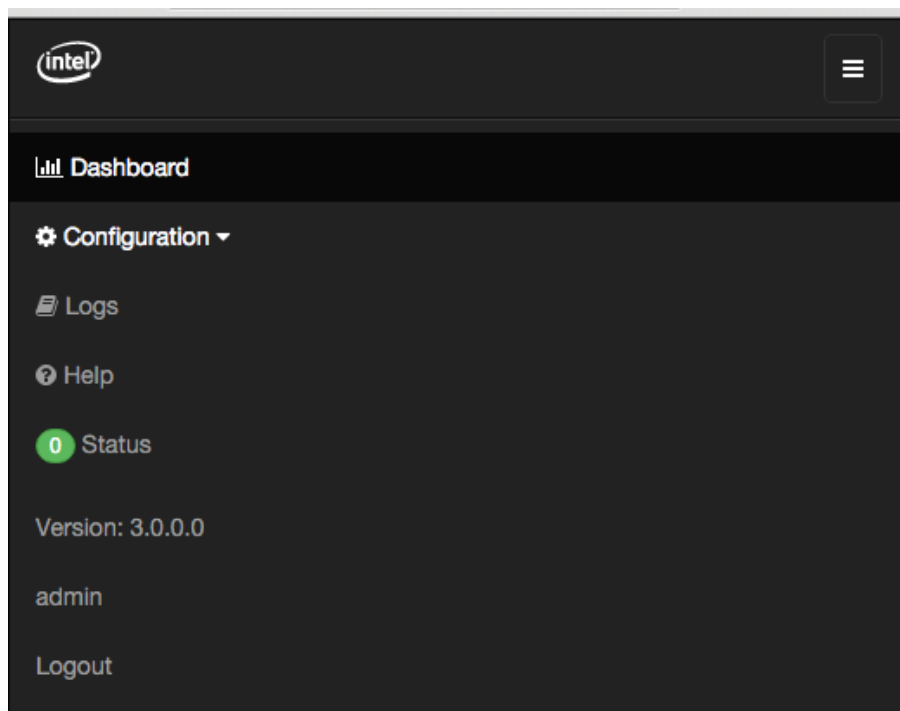 intel
Dashboard
Configuration
Logs
Help
0 Status
Version: 3.0.0.0
admin
Logout